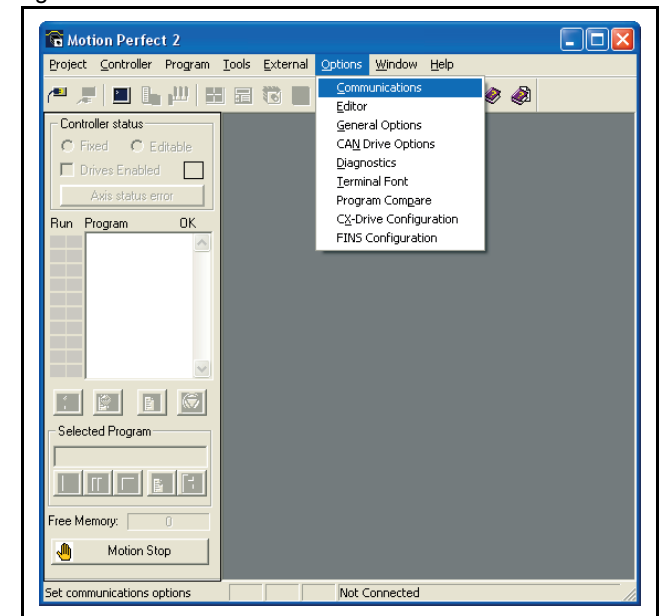 Motion Perfect 2
Project Controller Program Tools External Options Window Help
Communications
Editor
General Options
CAN Drive Options
Diagnostics
Terminal Font
Program Compare
CX-Drive Configuration
FINS Configuration
Controller status
Fixed Editable
Drives Enabled
Axis status error
Run Program OK
Selected Program
Free Memory: 0
Motion Stop
Set communications options Not Connected